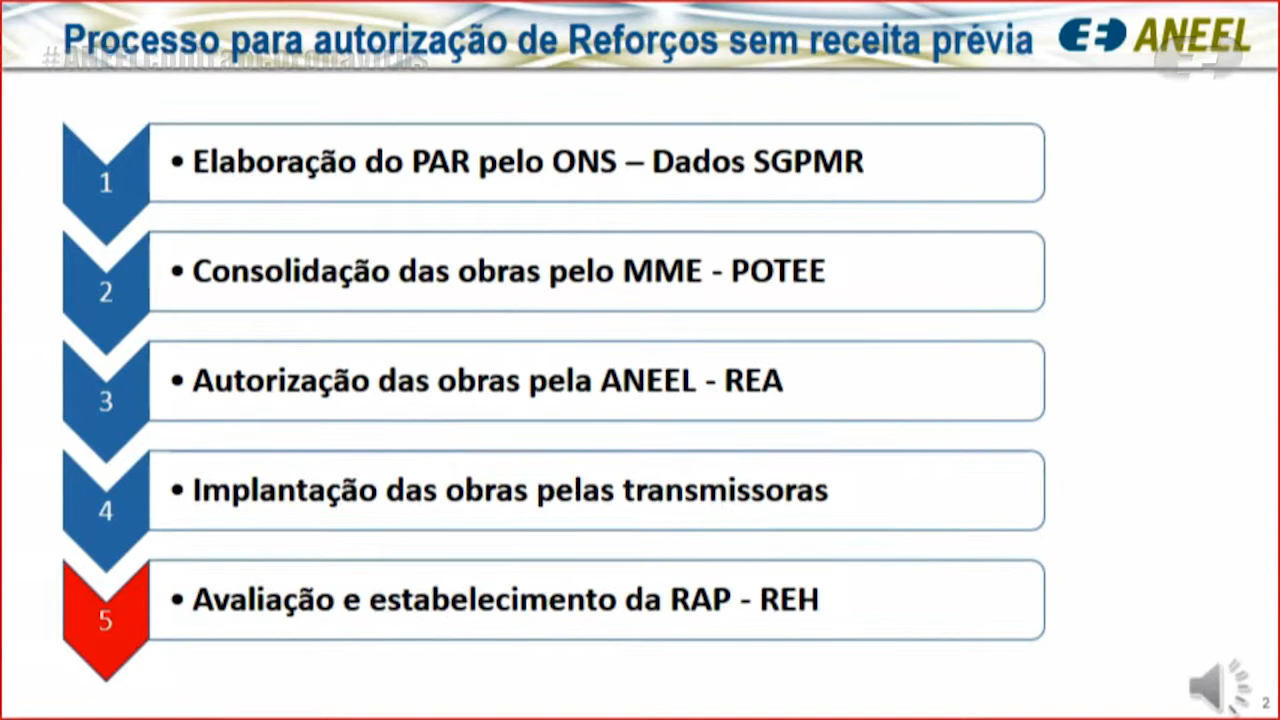 Processo para autorização de Reforços sem receita prévia
ANEEL
#ANEELcontraocoronavírus
1
• Elaboração do PAR pelo ONS – Dados SGPMR
2
• Consolidação das obras pelo MME - POTEE
3
• Autorização das obras pela ANEEL - REA
4
• Implantação das obras pelas transmissoras
5
• Avaliação e estabelecimento da RAP - REH
2